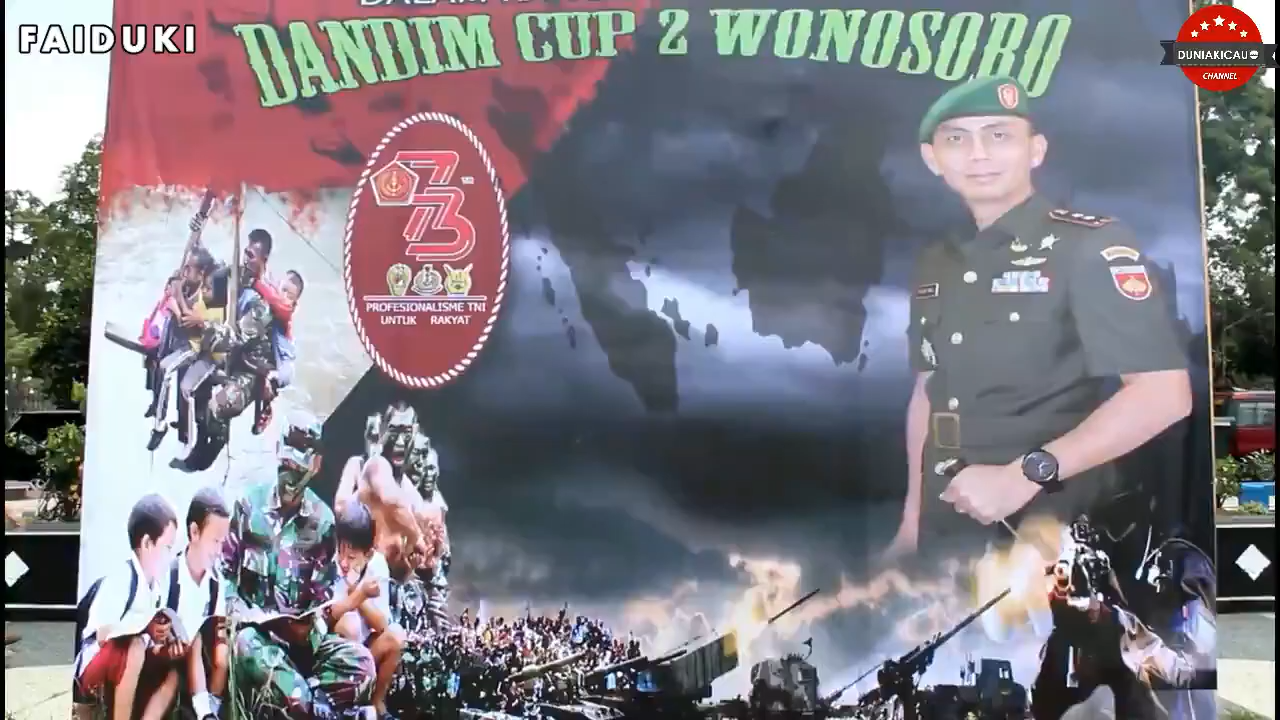 FAIDUKI
DANDIM CUP 2 WONOSOBO
DUNIAKICAU
CHANNEL
73
PROFESIONALISME TNI
UNTUK RAKYAT